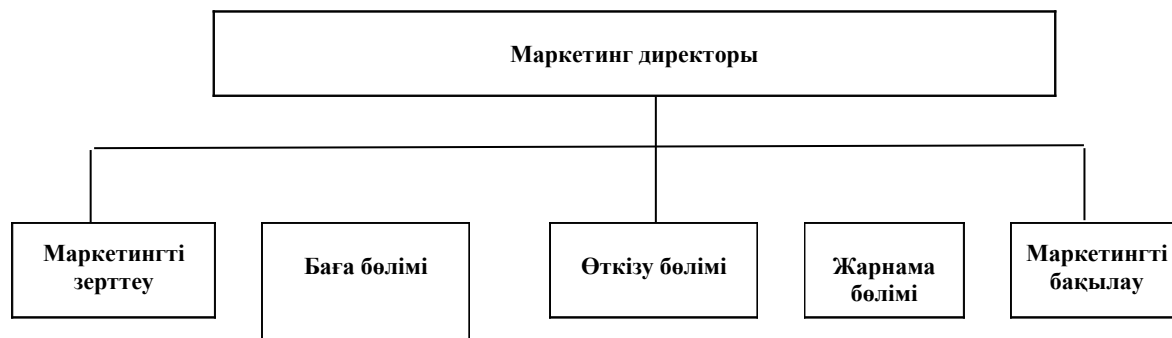 Маркетинг директоры
Маркетингті
зерттеу
Баға бөлімі
Өткізу бөлімі
Жарнама
бөлімі
Маркетингті
бақылау